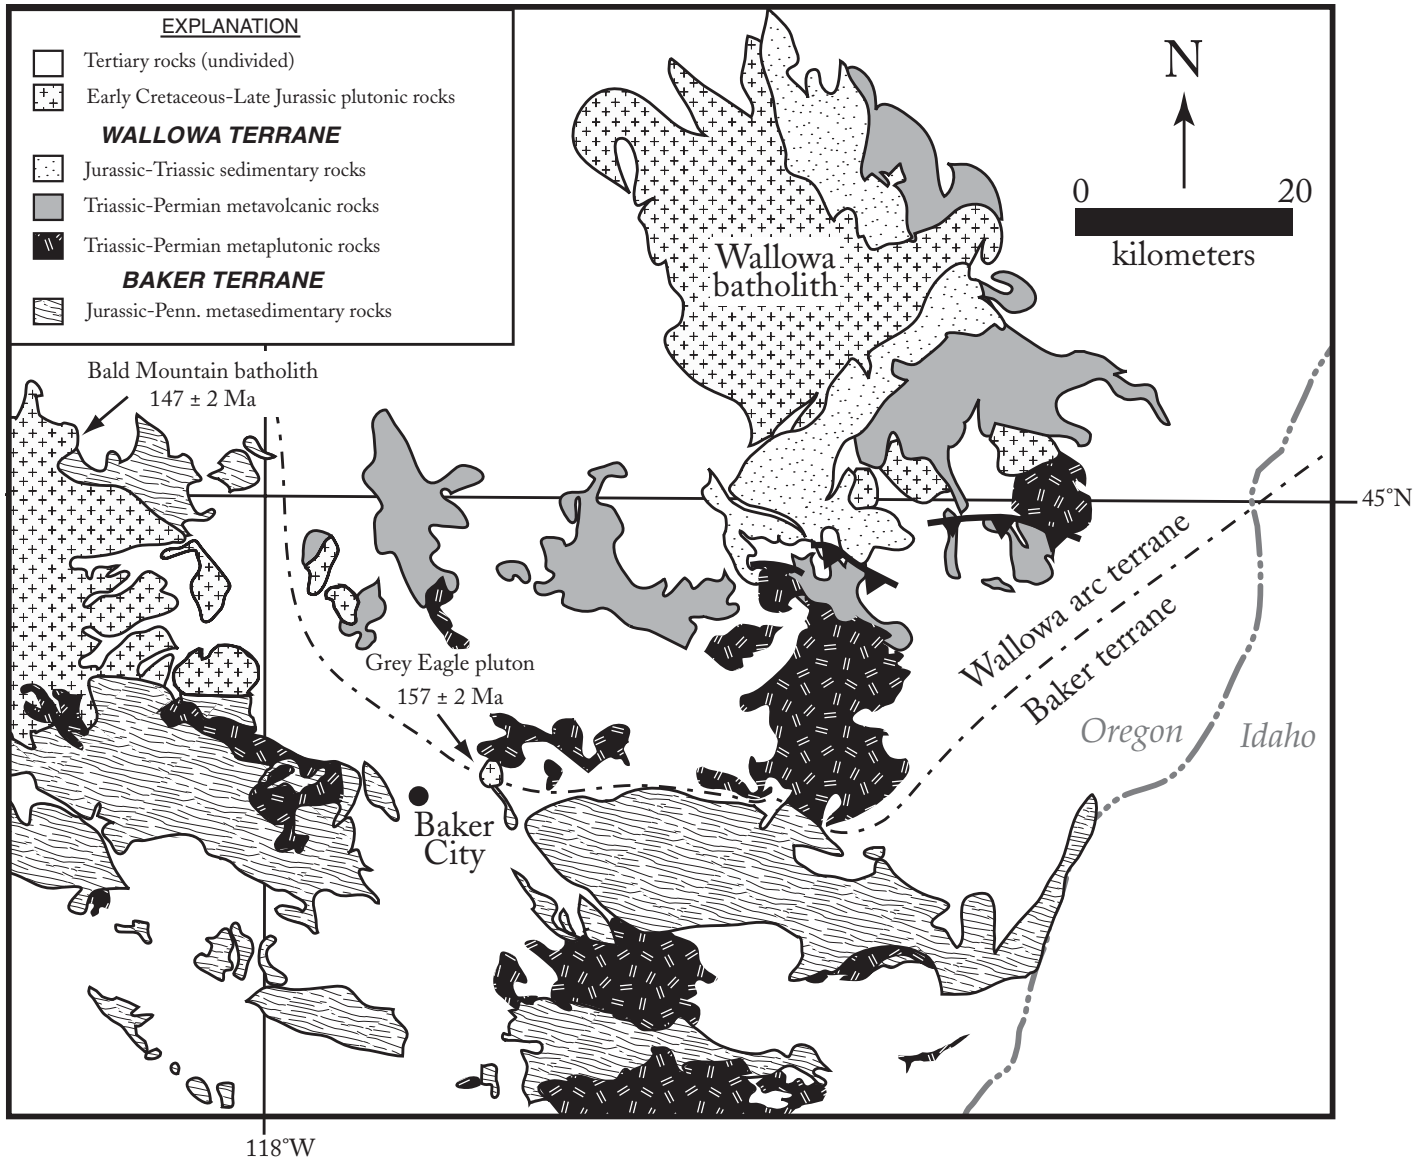 EXPLANATION
Tertiary rocks (undivided)
Early Cretaceous-Late Jurassic plutonic rocks
WALLOWA TERRANE
Jurassic-Triassic sedimentary rocks
Triassic-Permian metavolcanic rocks
Triassic-Permian metaplutonic rocks
BAKER TERRANE
Jurassic-Penn. metasedimentary rocks
N
0 20
kilometers
Wallowa
batholith
Bald Mountain batholith
147 ± 2 Ma
45°N
Wallowa arc terrane
Baker terrane
Grey Eagle pluton
157 ± 2 Ma
Oregon
Idaho
Baker
City
118°W